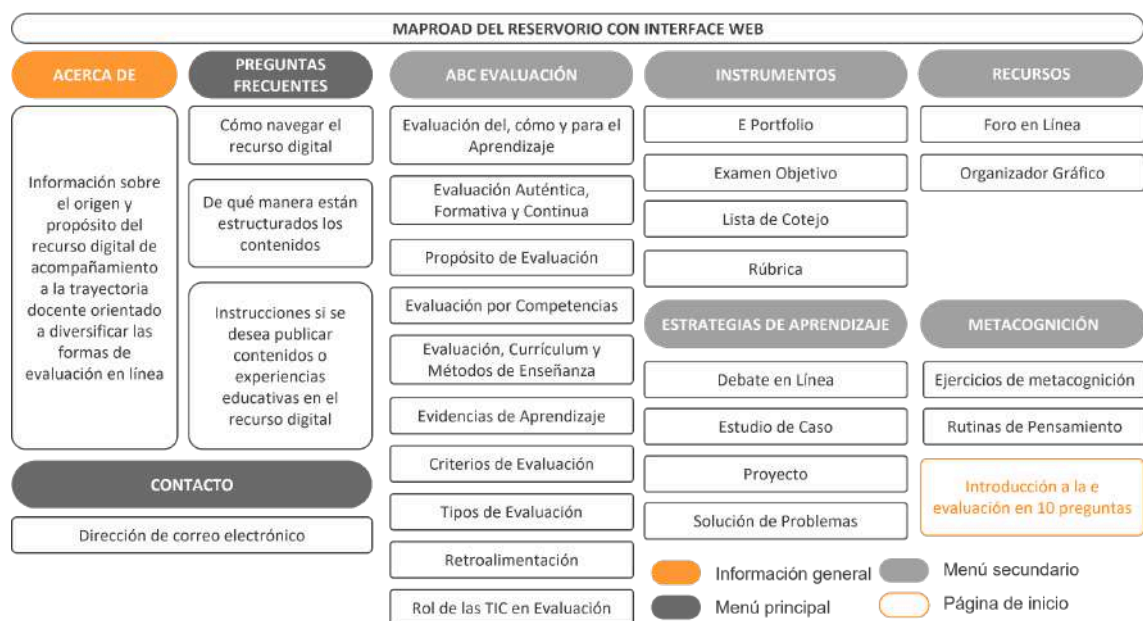 MAPROAD DEL RESERVORIO CON INTERFACE WEB
ACERCA DE
Información sobre
el origen y
propósito del
recurso digital de
acompañamiento
a la trayectoria
docente orientado
a diversificar las
formas de
evaluación en línea
PREGUNTAS
FRECUENTES
Cómo navegar el
recurso digital
De qué manera están
estructurados los
contenidos
Instrucciones si se
desea publicar
contenidos o
experiencias
educativas en el
recurso digital
CONTACTO
Dirección de correo electrónico
ABC EVALUACIÓN
Evaluación del, cómo y para el
Aprendizaje
Evaluación Auténtica,
Formativa y Continua
Propósito de Evaluación
Evaluación por Competencias
Evaluación, Currículum y
Métodos de Enseñanza
Evidencias de Aprendizaje
Criterios de Evaluación
Tipos de Evaluación
Retroalimentación
Rol de las TIC en Evaluación
INSTRUMENTOS
E Portfolio
Examen Objetivo
Lista de Cotejo
Rúbrica
ESTRATEGIAS DE APRENDIZAJE
Debate en Línea
Estudio de Caso
Proyecto
Solución de Problemas
RECURSOS
Foro en Línea
Organizador Gráfico
METACOGNICIÓN
Ejercicios de metacognición
Rutinas de Pensamiento
Introducción a la e
evaluación en 10 preguntas
Información general
Menú secundario
Menú principal
Página de inicio